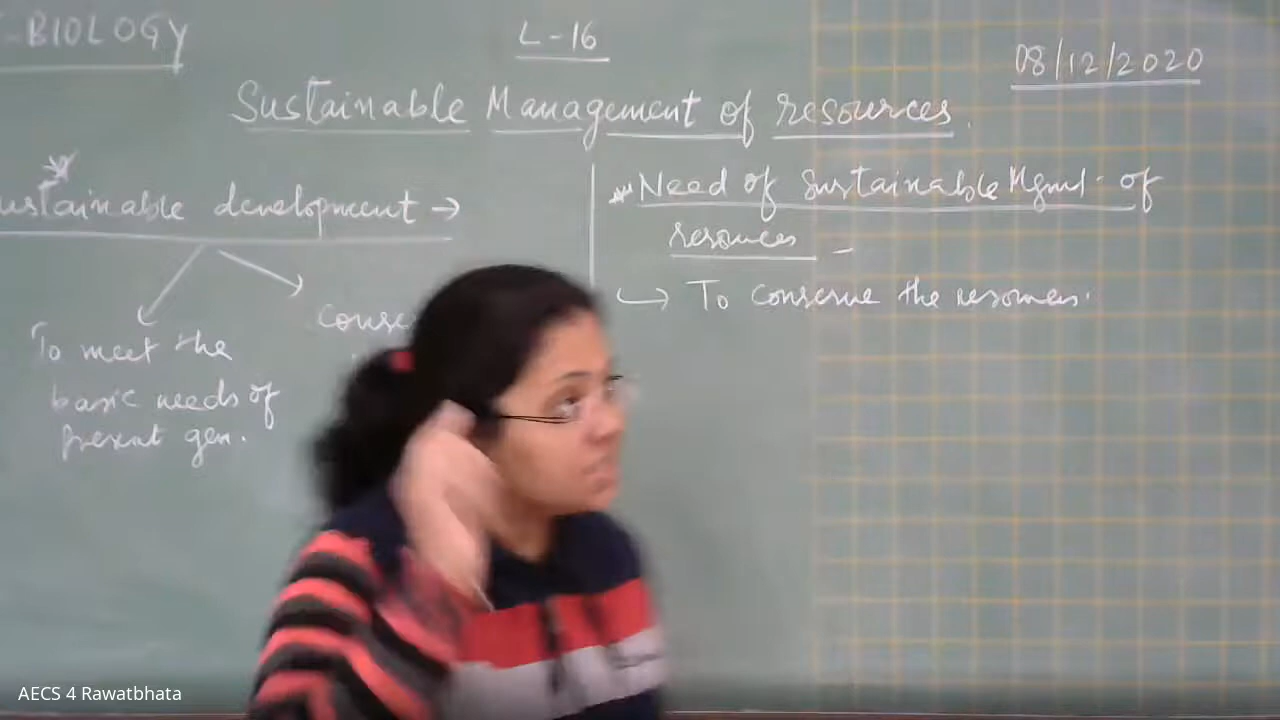 -BIOLOGY
L-16
08/12/2020
Sustainable Management of resources.
ustainable development →
To meet the
basic needs of
present gen.
conse
Need of Sustainable Mgmt. of
resources -
↳ To conserve the resources.
AECS 4 Rawatbhata